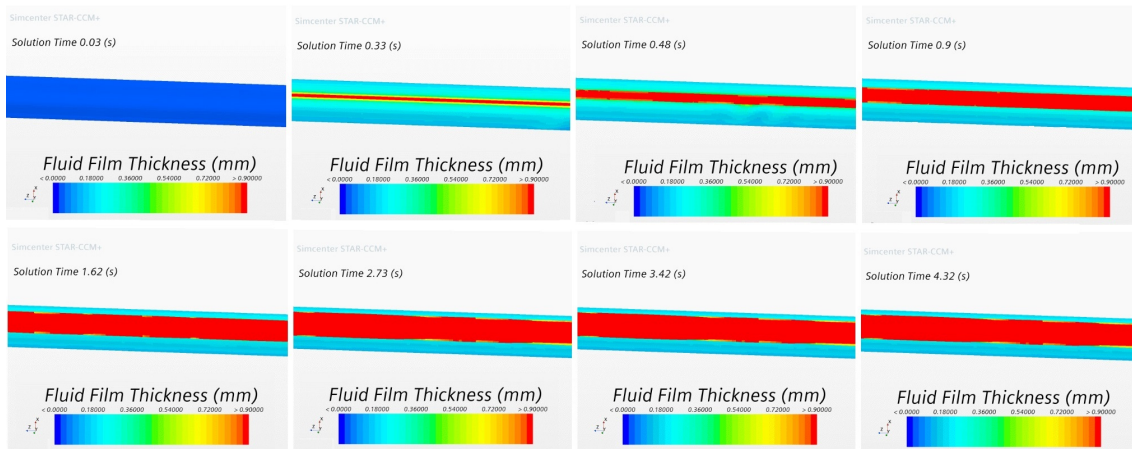 Simcenter STAR-CCM+
Solution Time 0.03 (s)
Fluid Film Thickness (mm)
< 0.0000 0.18000 0.36000 0.54000 0.72000 > 0.90000
Simcenter STAR-CCM+
Solution Time 0.33 (s)
Fluid Film Thickness (mm)
< 0.0000 0.18000 0.36000 0.54000 0.72000 > 0.90000
Simcenter STAR-CCM+
Solution Time 0.48 (s)
Fluid Film Thickness (mm)
< 0.0000 0.18000 0.36000 0.54000 0.72000 > 0.90000
Simcenter STAR-CCM+
Solution Time 0.9 (s)
Fluid Film Thickness (mm)
< 0.0000 0.18000 0.36000 0.54000 0.72000 > 0.90000
Simcenter STAR-CCM+
Solution Time 1.62 (s)
Fluid Film Thickness (mm)
< 0.0000 0.18000 0.36000 0.54000 0.72000 > 0.90000
Simcenter STAR-CCM+
Solution Time 2.73 (s)
Fluid Film Thickness (mm)
< 0.0000 0.18000 0.36000 0.54000 0.72000 > 0.90000
Simcenter STAR-CCM+
Solution Time 3.42 (s)
Fluid Film Thickness (mm)
< 0.0000 0.18000 0.36000 0.54000 0.72000 > 0.90000
Simcenter STAR-CCM+
Solution Time 4.32 (s)
Fluid Film Thickness (mm)
< 0.0000 0.18000 0.36000 0.54000 0.72000 > 0.90000